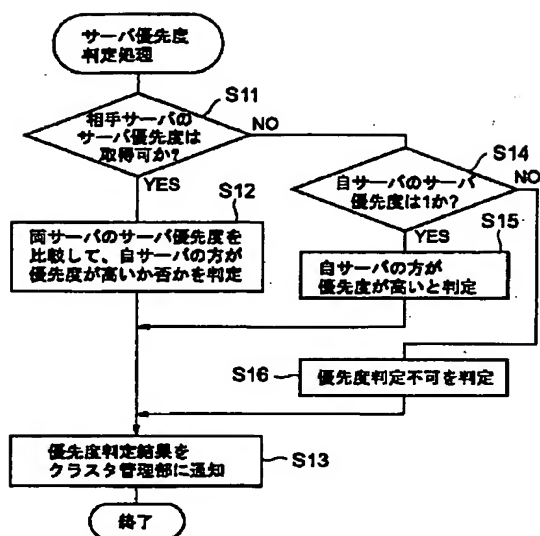 サーバ優先度
判定処理
S11
相手サーバの
サーバ優先度は
取得可か?
NO
YES
S12
両サーバのサーバ優先度を
比較して、自サーバの方が
優先度が高いか否かを判定
S14
自サーバのサーバ
優先度は1か?
NO
YES
S15
自サーバの方が
優先度が高いと判定
S16
優先度判定不可を判定
優先度判定結果を
クラスタ管理部に通知
S13
終了